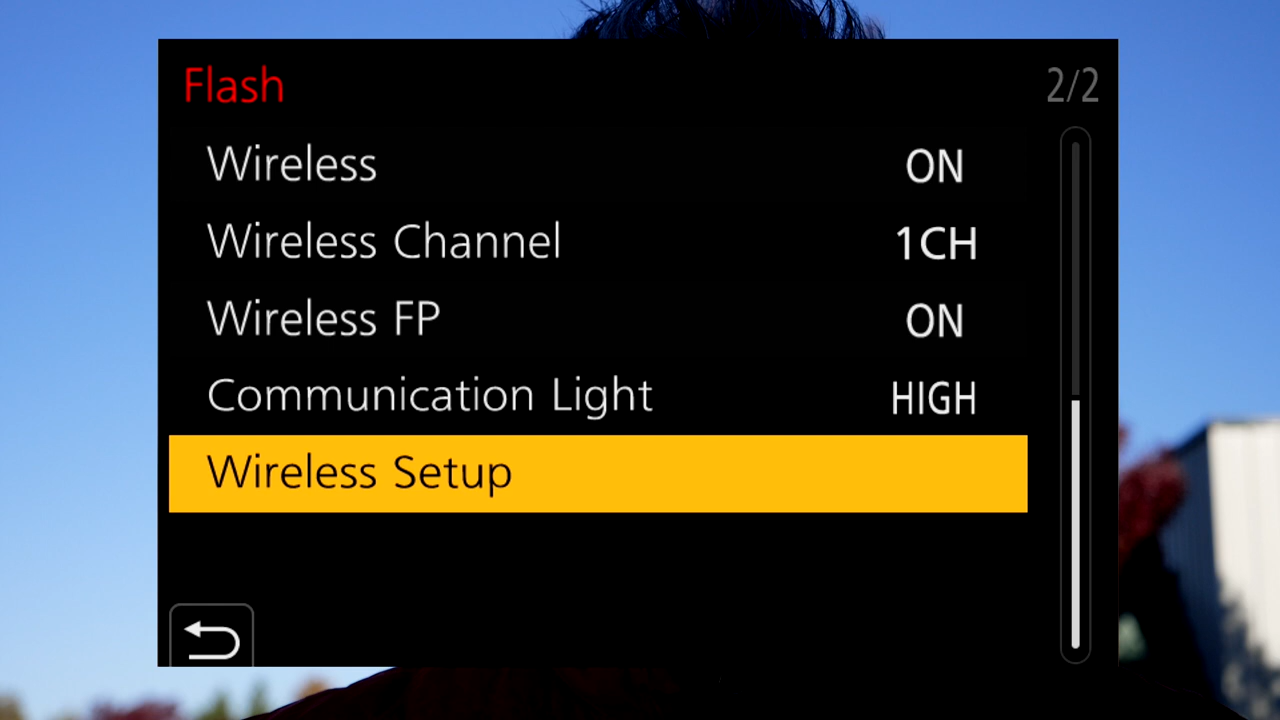 Flash 2/2
Wireless ON
Wireless Channel 1CH
Wireless FP ON
Communication Light HIGH
Wireless Setup